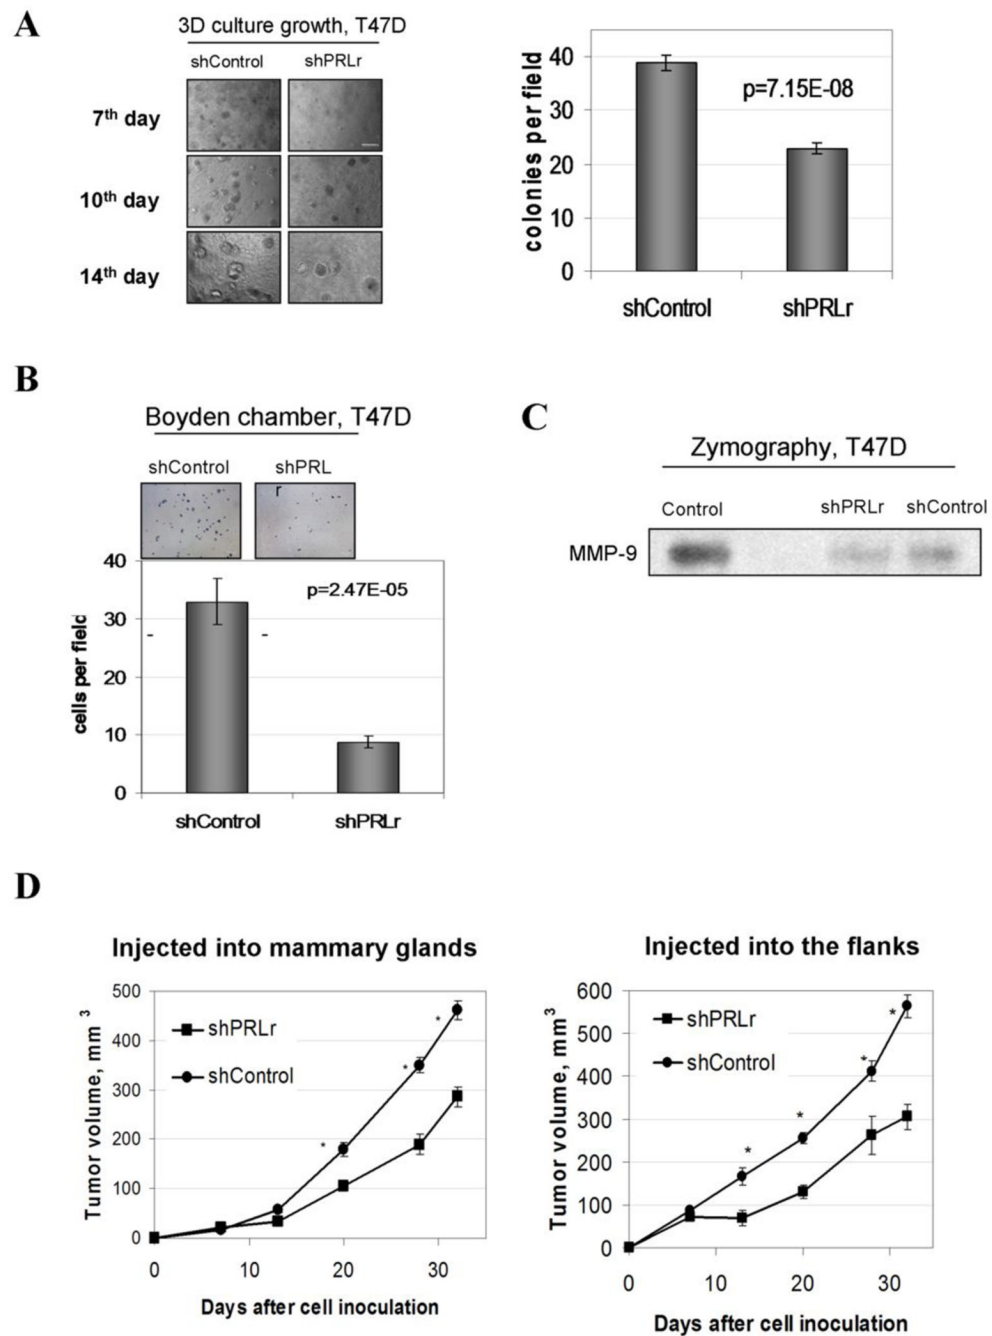 A
3D culture growth, T47D
shControl shPRLr
7th day
10th day
14th day
colonies per field
40
30
20
10
0
p=7.15E-08
shControl shPRLr
B
Boyden chamber, T47D
shControl shPRL
r
cells per field
40
30
20
10
0
p=2.47E-05
- -
shControl shPRLr
C
Zymography, T47D
Control shPRLr shControl
MMP-9
D
Injected into mammary glands
Tumor volume, mm3
500
400
300
200
100
0
shPRLr
shControl
* * *
0 10 20 30
Days after cell inoculation
Injected into the flanks
Tumor volume, mm3
600
500
400
300
200
100
0
shPRLr
shControl
* * * *
0 10 20 30
Days after cell inoculation